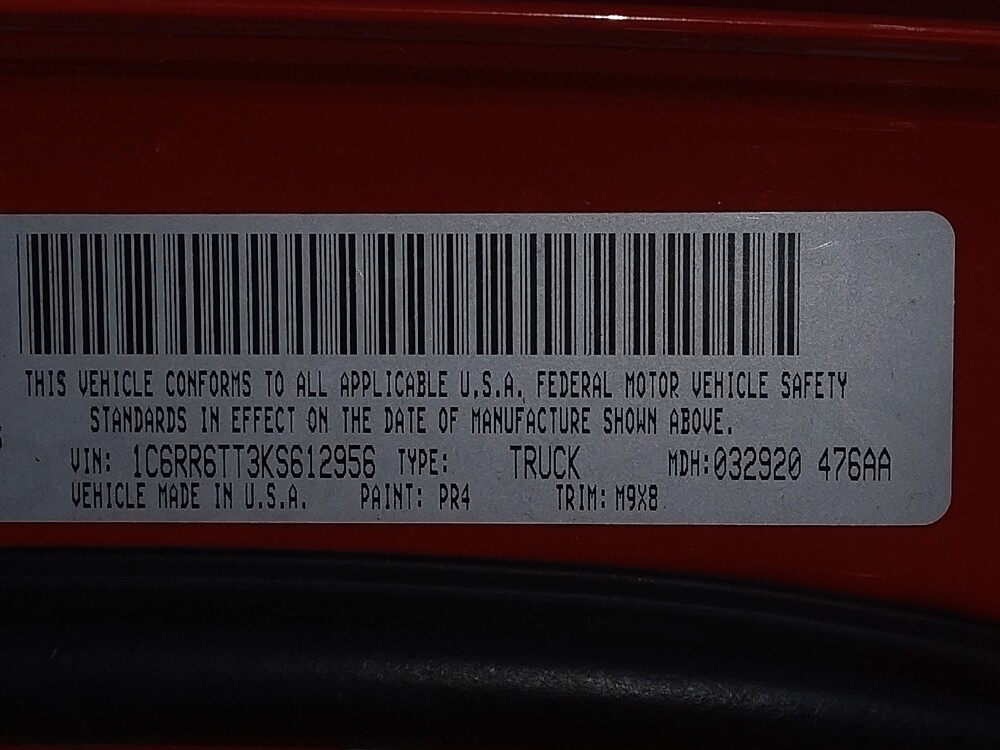 THIS VEHICLE CONFORMS TO ALL APPLICABLE U.S.A. FEDERAL MOTOR VEHICLE SAFETY
STANDARDS IN EFFECT ON THE DATE OF MANUFACTURE SHOWN ABOVE.
VIN: 1C6RR6TT3KS612956 TYPE: TRUCK MDH:032920 476AA
VEHICLE MADE IN U.S.A. PAINT: PR4 TRIM: M9X8